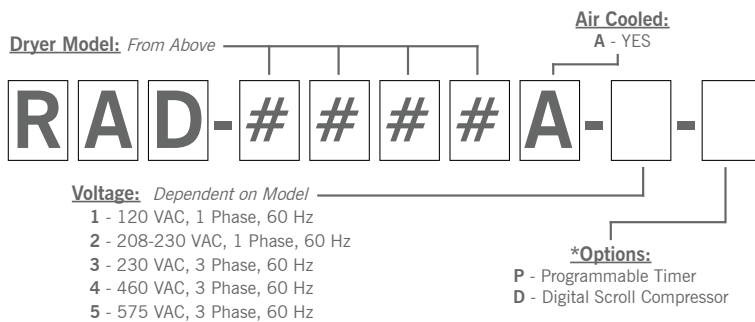 Air Cooled:
A - YES
Dryer Model: From Above
RAD-####A- -
Voltage: Dependent on Model
1 - 120 VAC, 1 Phase, 60 Hz
2 - 208-230 VAC, 1 Phase, 60 Hz
3 - 230 VAC, 3 Phase, 60 Hz
4 - 460 VAC, 3 Phase, 60 Hz
5 - 575 VAC, 3 Phase, 60 Hz
*Options:
P - Programmable Timer
D - Digital Scroll Compressor